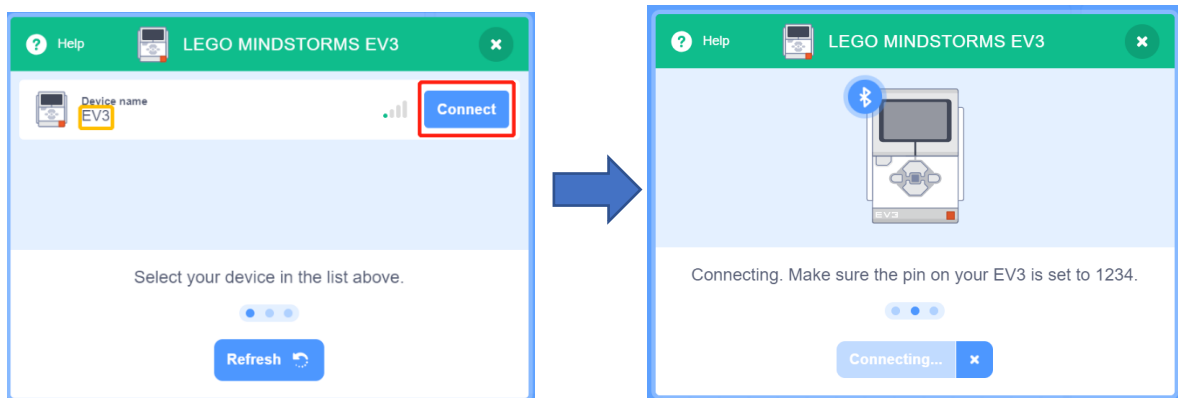 ? Help
LEGO MINDSTORMS EV3
Device name
EV3
Connect
Select your device in the list above.
Refresh
? Help
LEGO MINDSTORMS EV3
EV3
Connecting. Make sure the pin on your EV3 is set to 1234.
Connecting...